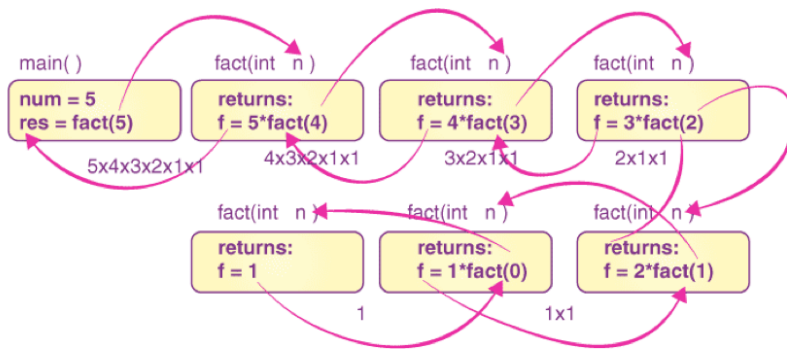 main( )
fact(int n )
fact(int n )
fact(int n )
num = 5
res = fact(5)
returns:
f = 5*fact(4)
returns:
f = 4*fact(3)
returns:
f = 3*fact(2)
5x4x3x2x1x1
4x3x2x1x1
3x2x1x1
2x1x1
fact(int n )
fact(int n )
fact(int n )
returns:
f = 1
returns:
f = 1*fact(0)
returns:
f = 2*fact(1)
1
1x1